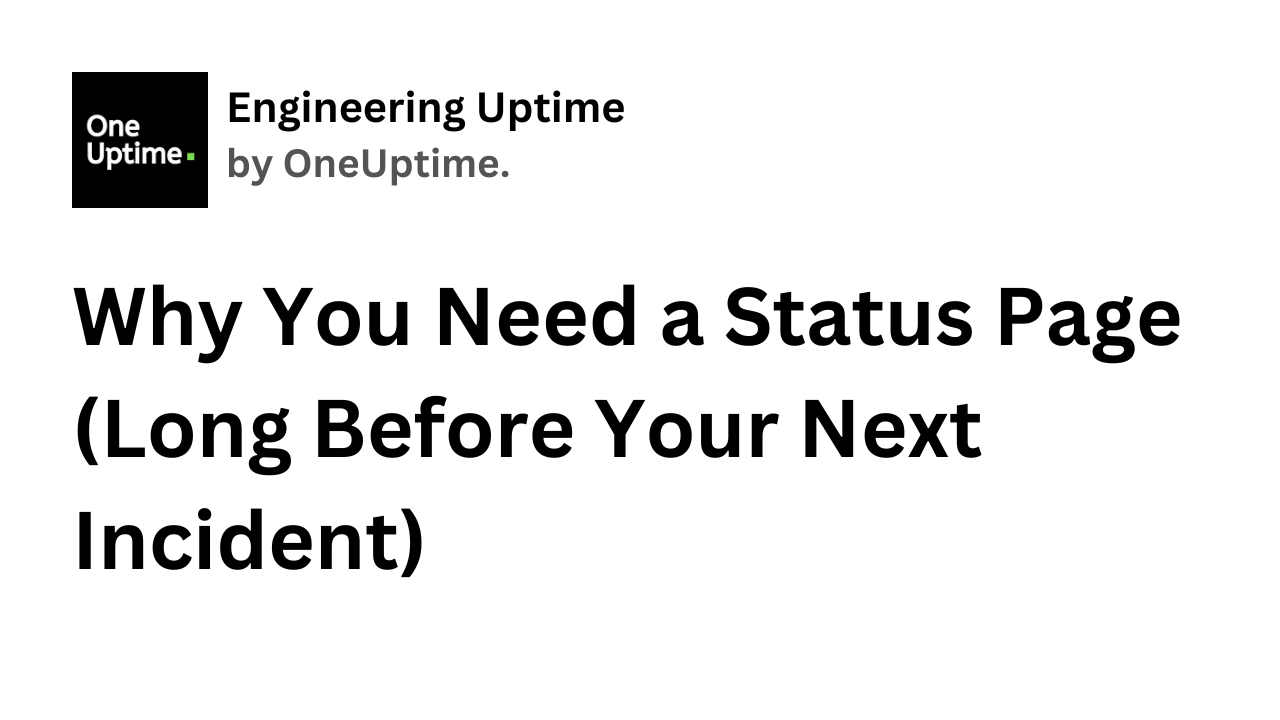 One
Uptime.
Engineering Uptime
by OneUptime.
Why You Need a Status Page
(Long Before Your Next
Incident)